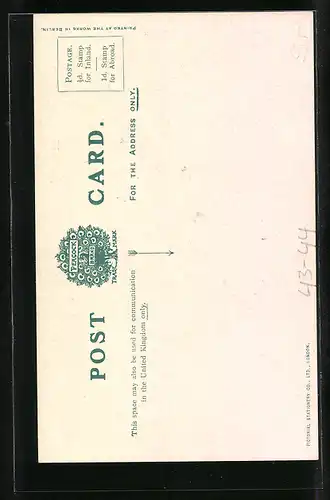 POST CARD.
PEACOCK
BRAND
TRADE MARK
This space may also be used for communication
in the United Kingdom only.
FOR THE ADDRESS ONLY.
POSTAGE.
½d. Stamp
for Inland.
1d. Stamp
for Abroad.
PRINTED AT THE WORKS IN BERLIN.
PICTORIAL STATIONERY CO., LTD., LONDON.
43-44